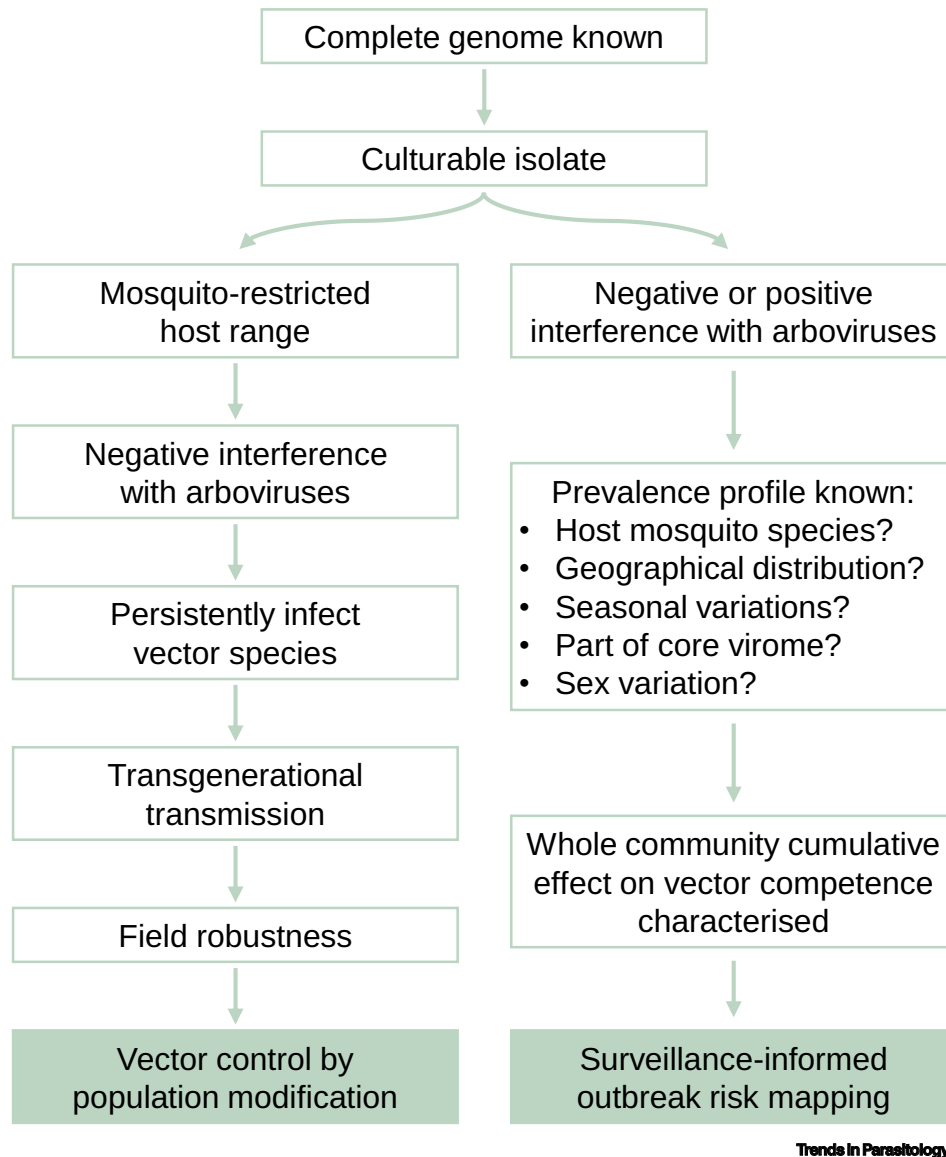 Complete genome known
Culturable isolate
Mosquito-restricted
host range
Negative interference
with arboviruses
Persistently infect
vector species
Transgenerational
transmission
Field robustness
Vector control by
population modification
Negative or positive
interference with arboviruses
Prevalence profile known:
• Host mosquito species?
• Geographical distribution?
• Seasonal variations?
• Part of core virome?
• Sex variation?
Whole community cumulative
effect on vector competence
characterised
Surveillance-informed
outbreak risk mapping
Trends in Parasitology